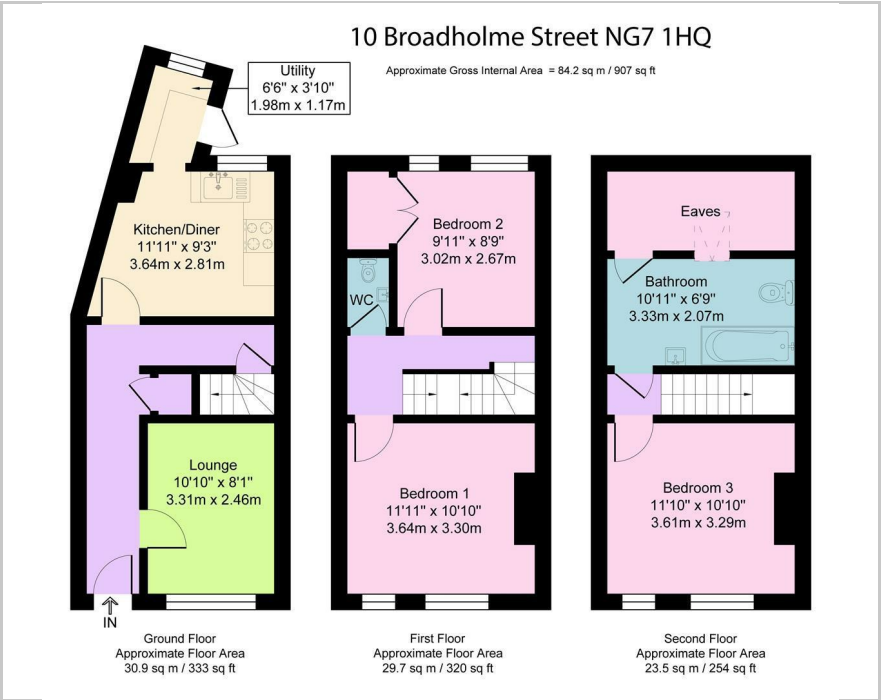 10 Broadholme Street NG7 1HQ
Approximate Gross Internal Area = 84.2 sq m / 907 sq ft
Utility
6'6" x 3'10"
1.98m x 1.17m
Kitchen/Diner
11'11" x 9'3"
3.64m x 2.81m
Lounge
10'10" x 8'1"
3.31m x 2.46m
IN
Ground Floor
Approximate Floor Area
30.9 sq m / 333 sq ft
Bedroom 2
9'11" x 8'9"
3.02m x 2.67m
WC
Bedroom 1
11'11" x 10'10"
3.64m x 3.30m
First Floor
Approximate Floor Area
29.7 sq m / 320 sq ft
Eaves
Bathroom
10'11" x 6'9"
3.33m x 2.07m
Bedroom 3
11'10" x 10'10"
3.61m x 3.29m
Second Floor
Approximate Floor Area
23.5 sq m / 254 sq ft